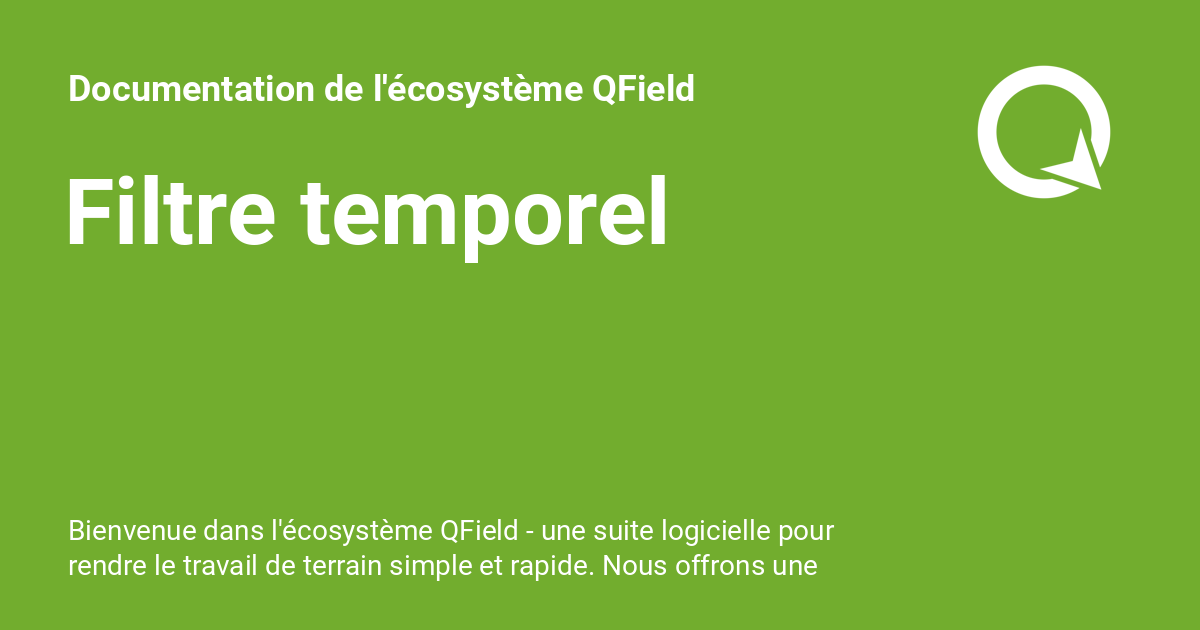 Documentation de l'écosystème QField
Filtre temporel
Bienvenue dans l'écosystème QField - une suite logicielle pour
rendre le travail de terrain simple et rapide. Nous offrons une